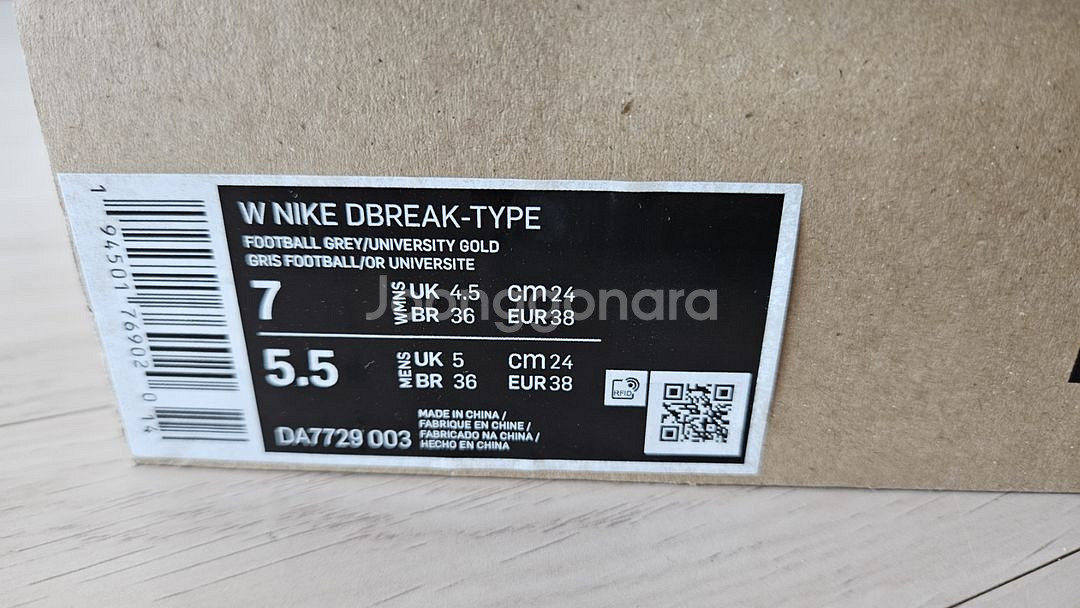 1 94501 76902 0 14
W NIKE DBREAK-TYPE
FOOTBALL GREY/UNIVERSITY GOLD
GRIS FOOTBALL/OR UNIVERSITE
7 WMNS UK 4.5 cm 24
BR 36 EUR 38
5.5 MENS UK 5 cm 24
BR 36 EUR 38
DA7729 003
MADE IN CHINA /
FABRIQUE EN CHINE /
FABRICADO NA CHINA /
HECHO EN CHINA
RFID
Joonggonara